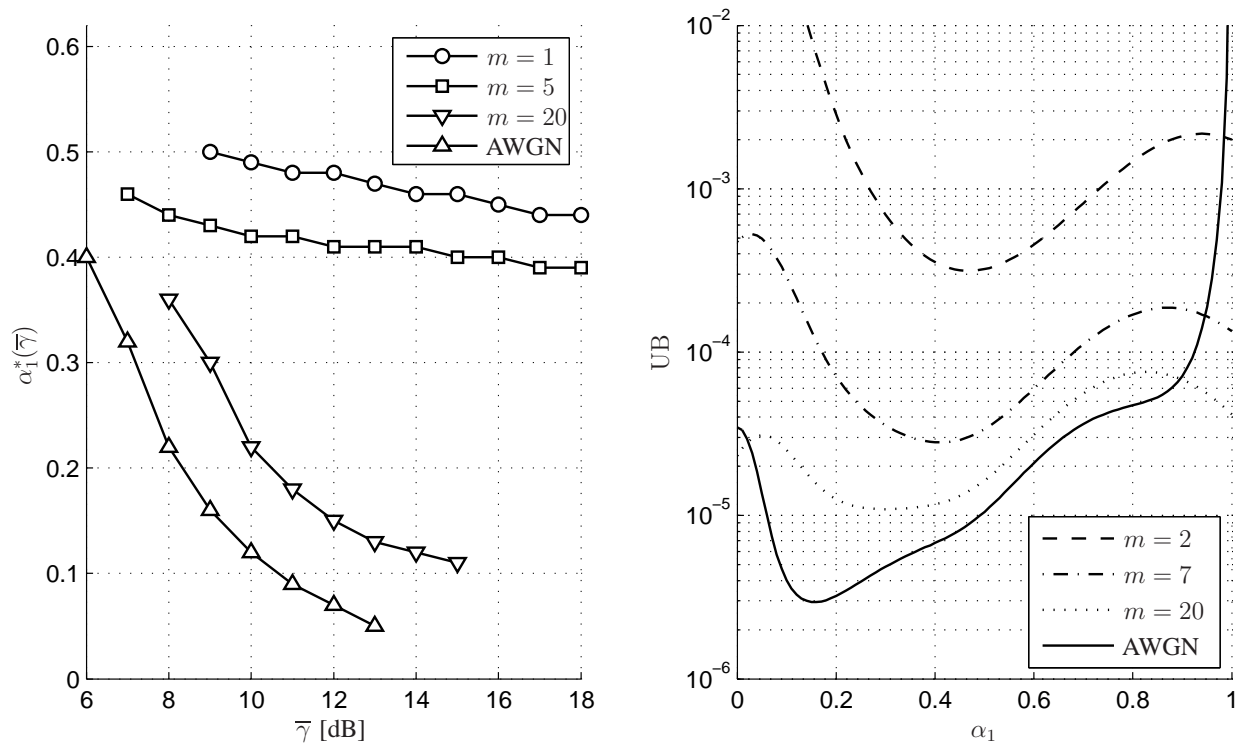 0.6
0.5
0.4
0.3
0.2
0.1
0
6
8
10
12
14
16
18
α₁*(γ̅)
γ̅ [dB]
m = 1
m = 5
m = 20
AWGN
10⁻²
10⁻³
10⁻⁴
10⁻⁵
10⁻⁶
0
0.2
0.4
0.6
0.8
1
UB
α₁
m = 2
m = 7
m = 20
AWGN